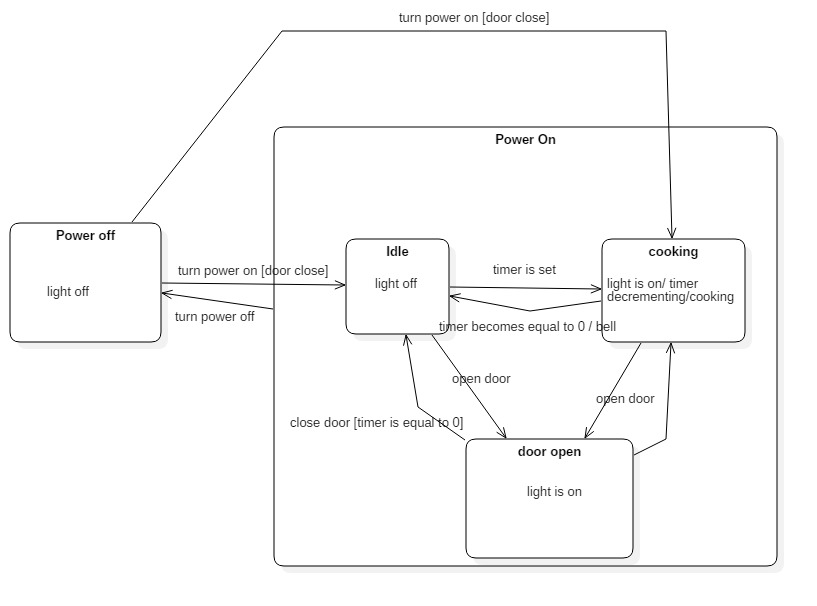 turn power on [door close]
Power On
Power off
light off
turn power on [door close]
turn power off
Idle
light off
timer is set
cooking
light is on/ timer
decrementing/cooking
timer becomes equal to 0 / bell
open door
open door
close door [timer is equal to 0]
door open
light is on